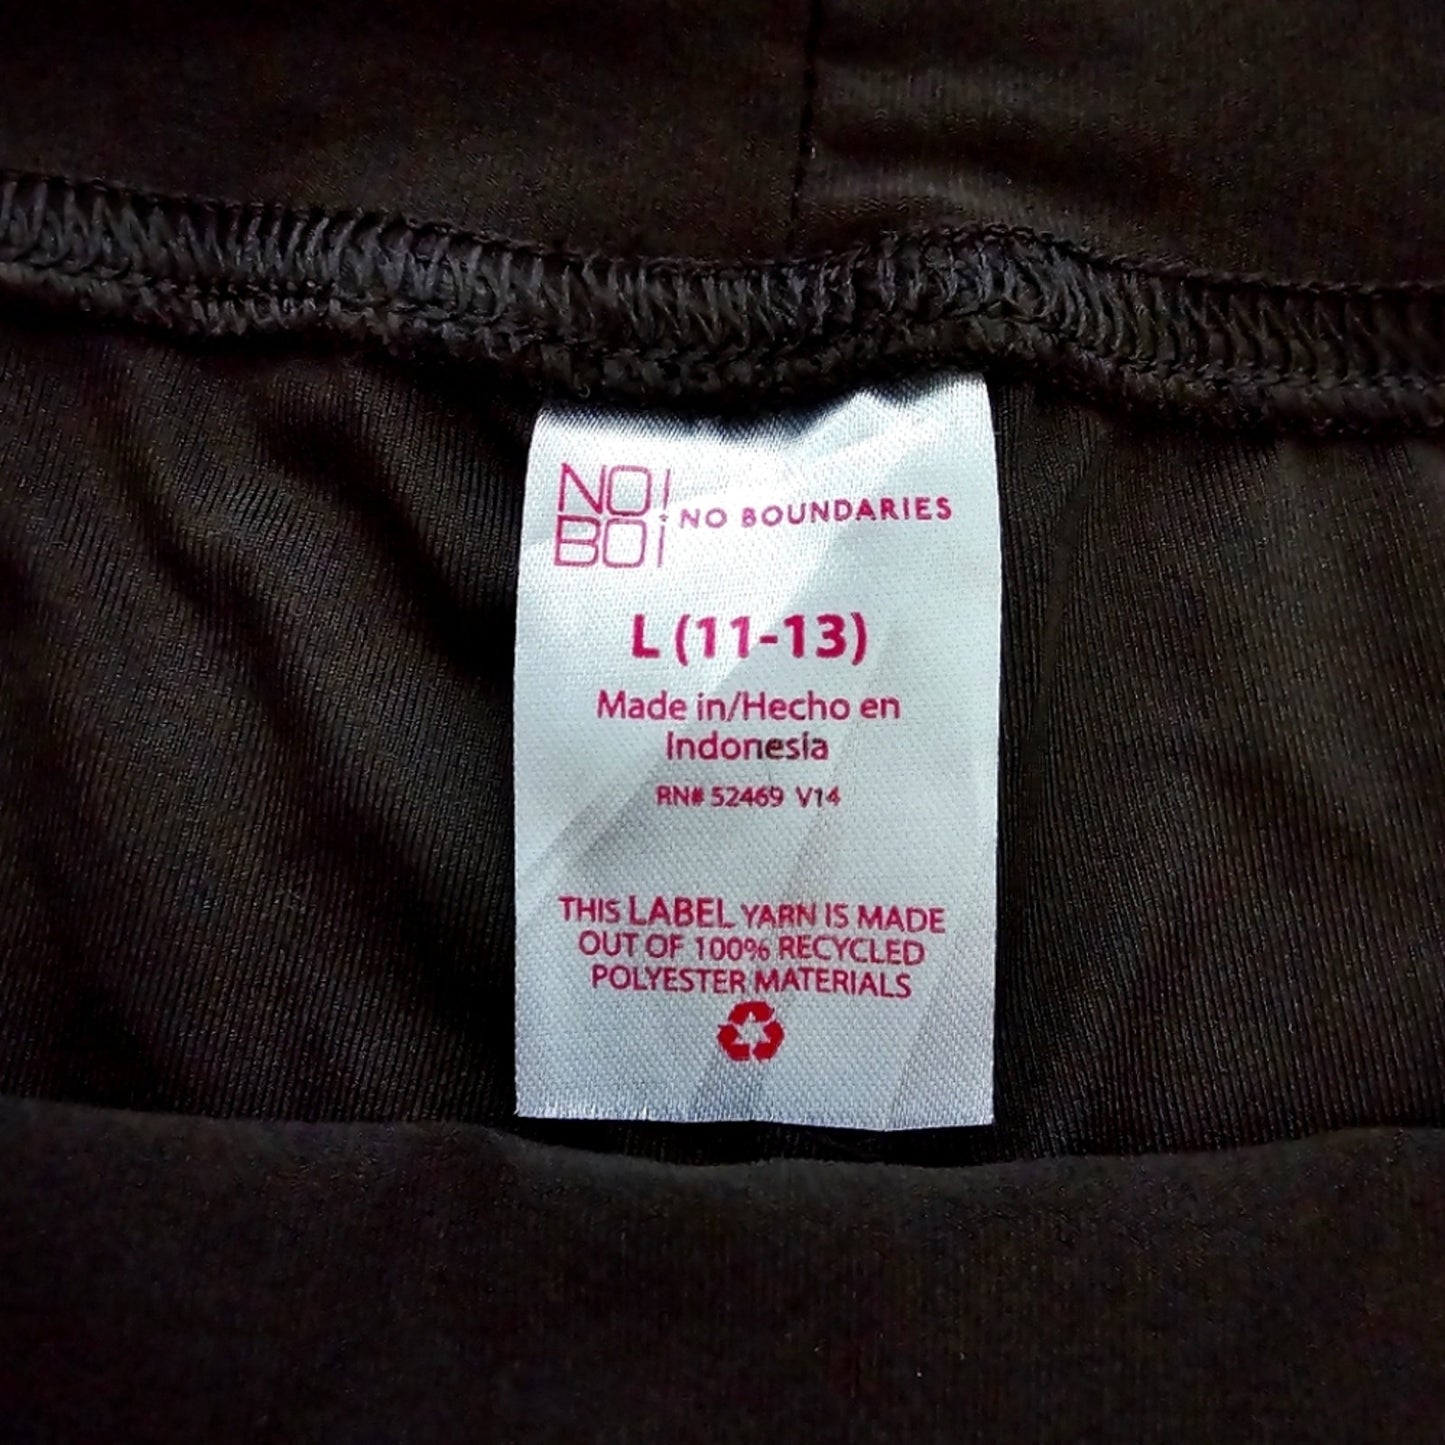 NO!
BO!
NO BOUNDARIES
L (11-13)
Made in/Hecho en
Indonesia
RN# 52469 V14
THIS LABEL YARN IS MADE
OUT OF 100% RECYCLED
POLYESTER MATERIALS